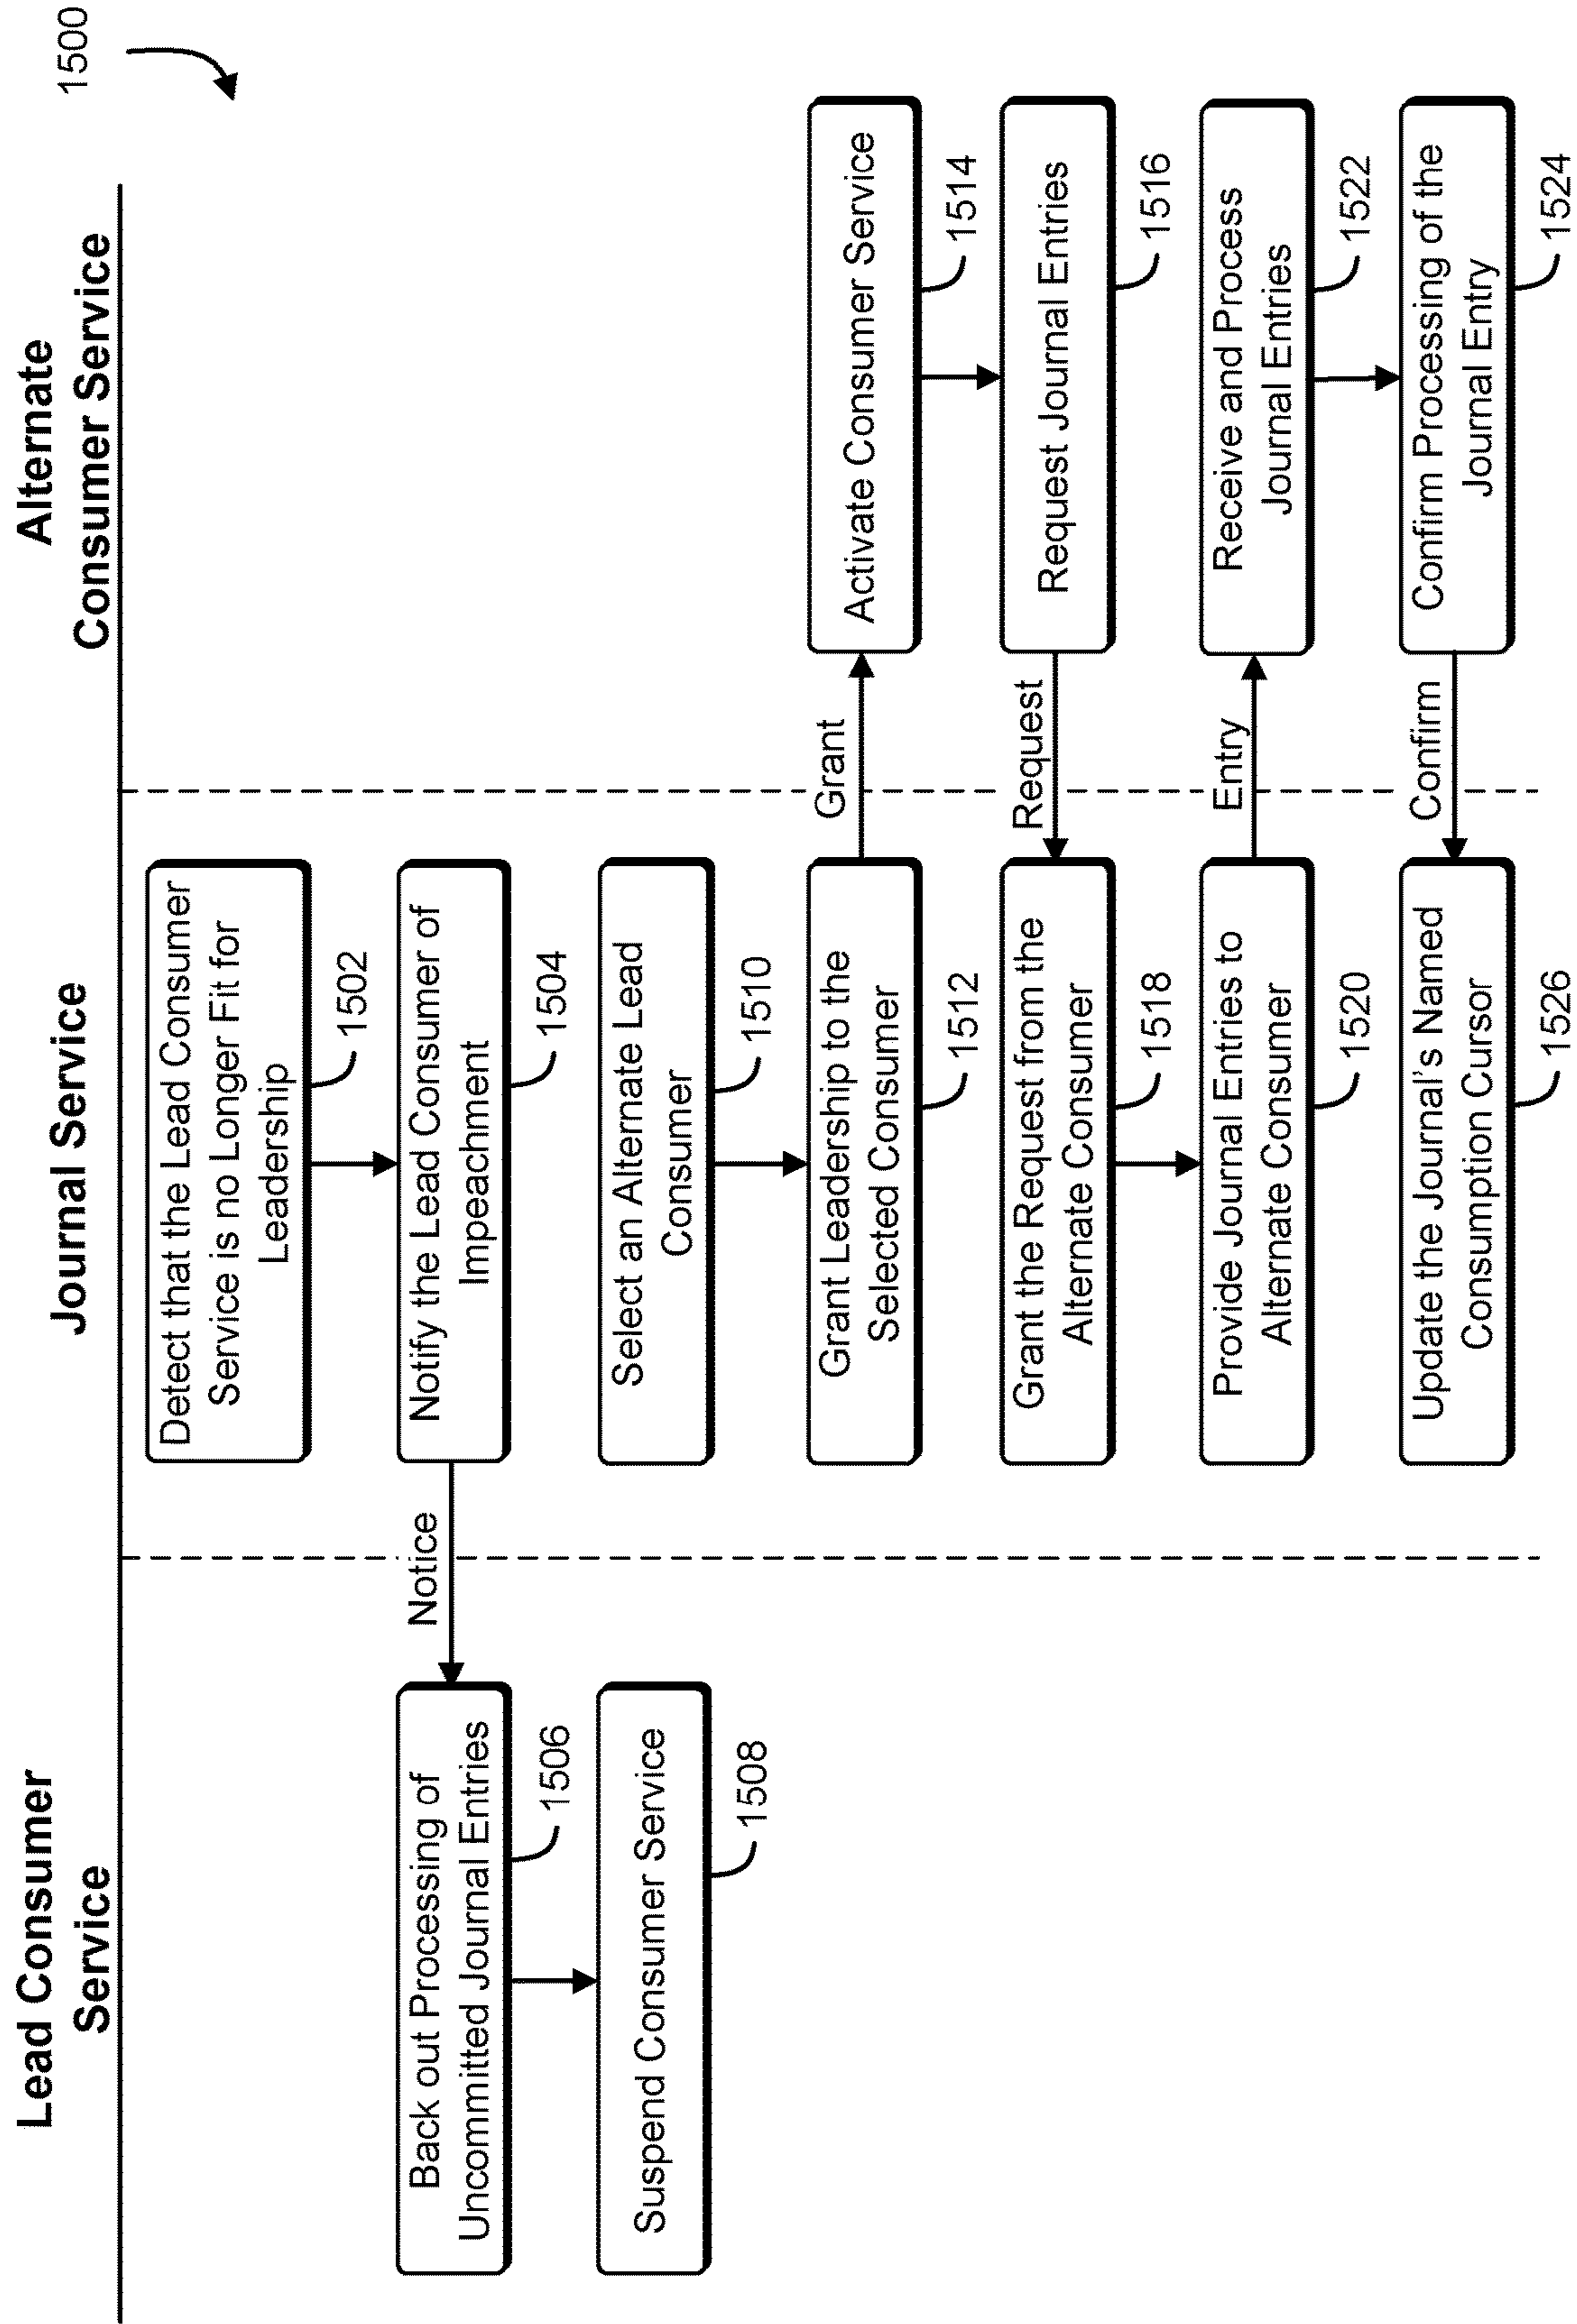 1500
Lead Consumer
Service
Journal Service
Alternate
Consumer Service
Detect that the Lead Consumer
Service is no Longer Fit for
Leadership
1502
Notify the Lead Consumer of
Impeachment
1504
Notice
Back out Processing of
Uncommitted Journal Entries
1506
Suspend Consumer Service
1508
Select an Alternate Lead
Consumer
1510
Grant Leadership to the
Selected Consumer
1512
Grant
Activate Consumer Service
1514
Request Journal Entries
1516
Request
Grant the Request from the
Alternate Consumer
1518
Provide Journal Entries to
Alternate Consumer
1520
Entry
Receive and Process
Journal Entries
1522
Confirm Processing of the
Journal Entry
1524
Confirm
Update the Journal's Named
Consumption Cursor
1526